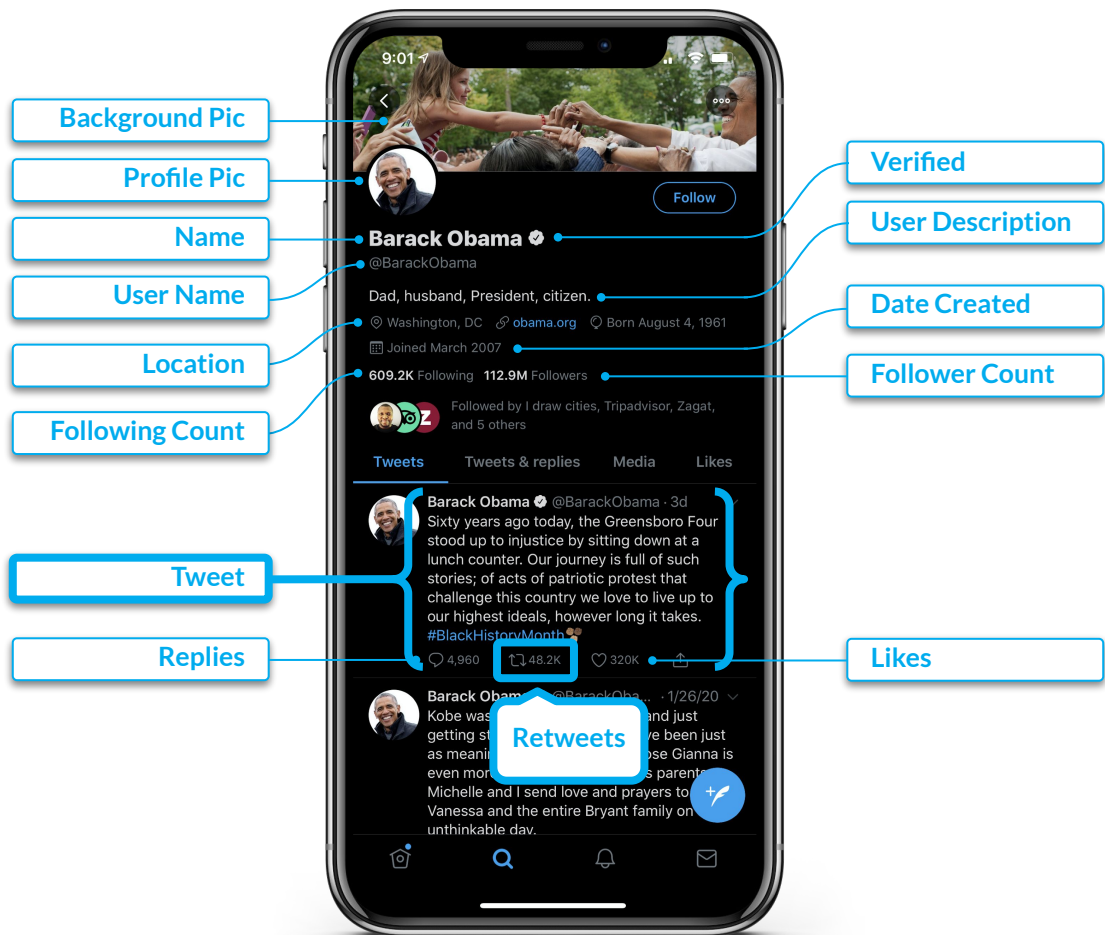 9:01
Background Pic
Profile Pic
Name
User Name
Location
Following Count
Tweet
Replies
Verified
User Description
Date Created
Follower Count
Likes
Follow
Barack Obama
@BarackObama
Dad, husband, President, citizen.
Washington, DC obama.org Born August 4, 1961
Joined March 2007
609.2K Following 112.9M Followers
Z
Followed by I draw cities, Tripadvisor, Zagat,
and 5 others
Tweets Tweets & replies Media Likes
Barack Obama @BarackObama · 3d
Sixty years ago today, the Greensboro Four
stood up to injustice by sitting down at a
lunch counter. Our journey is full of such
stories; of acts of patriotic protest that
challenge this country we love to live up to
our highest ideals, however long it takes.
#BlackHistoryMonth
4,960 48.2K 320K
Retweets
Barack @BarackOba... · 1/26/20
Kobe was and just
getting been just
as Gianna is
even parents
Michelle and I send love and prayers to
Vanessa and the entire Bryant family on
unthinkable day.